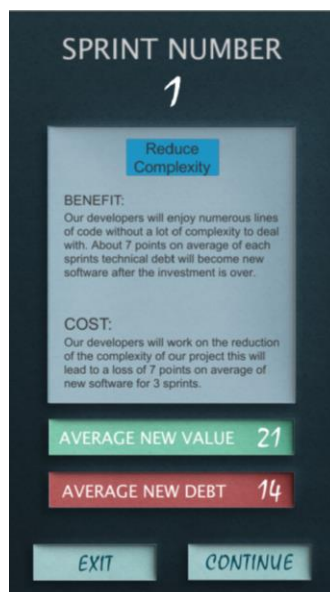 SPRINT NUMBER
1
Reduce
Complexity
BENEFIT:
Our developers will enjoy numerous lines
of code without a lot of complexity to deal
with. About 7 points on average of each
sprints technical debt will become new
software after the investment is over.
COST:
Our developers will work on the reduction
of the complexity of our project this will
lead to a loss of 7 points on average of
new software for 3 sprints.
AVERAGE NEW VALUE 21
AVERAGE NEW DEBT 14
EXIT CONTINUE